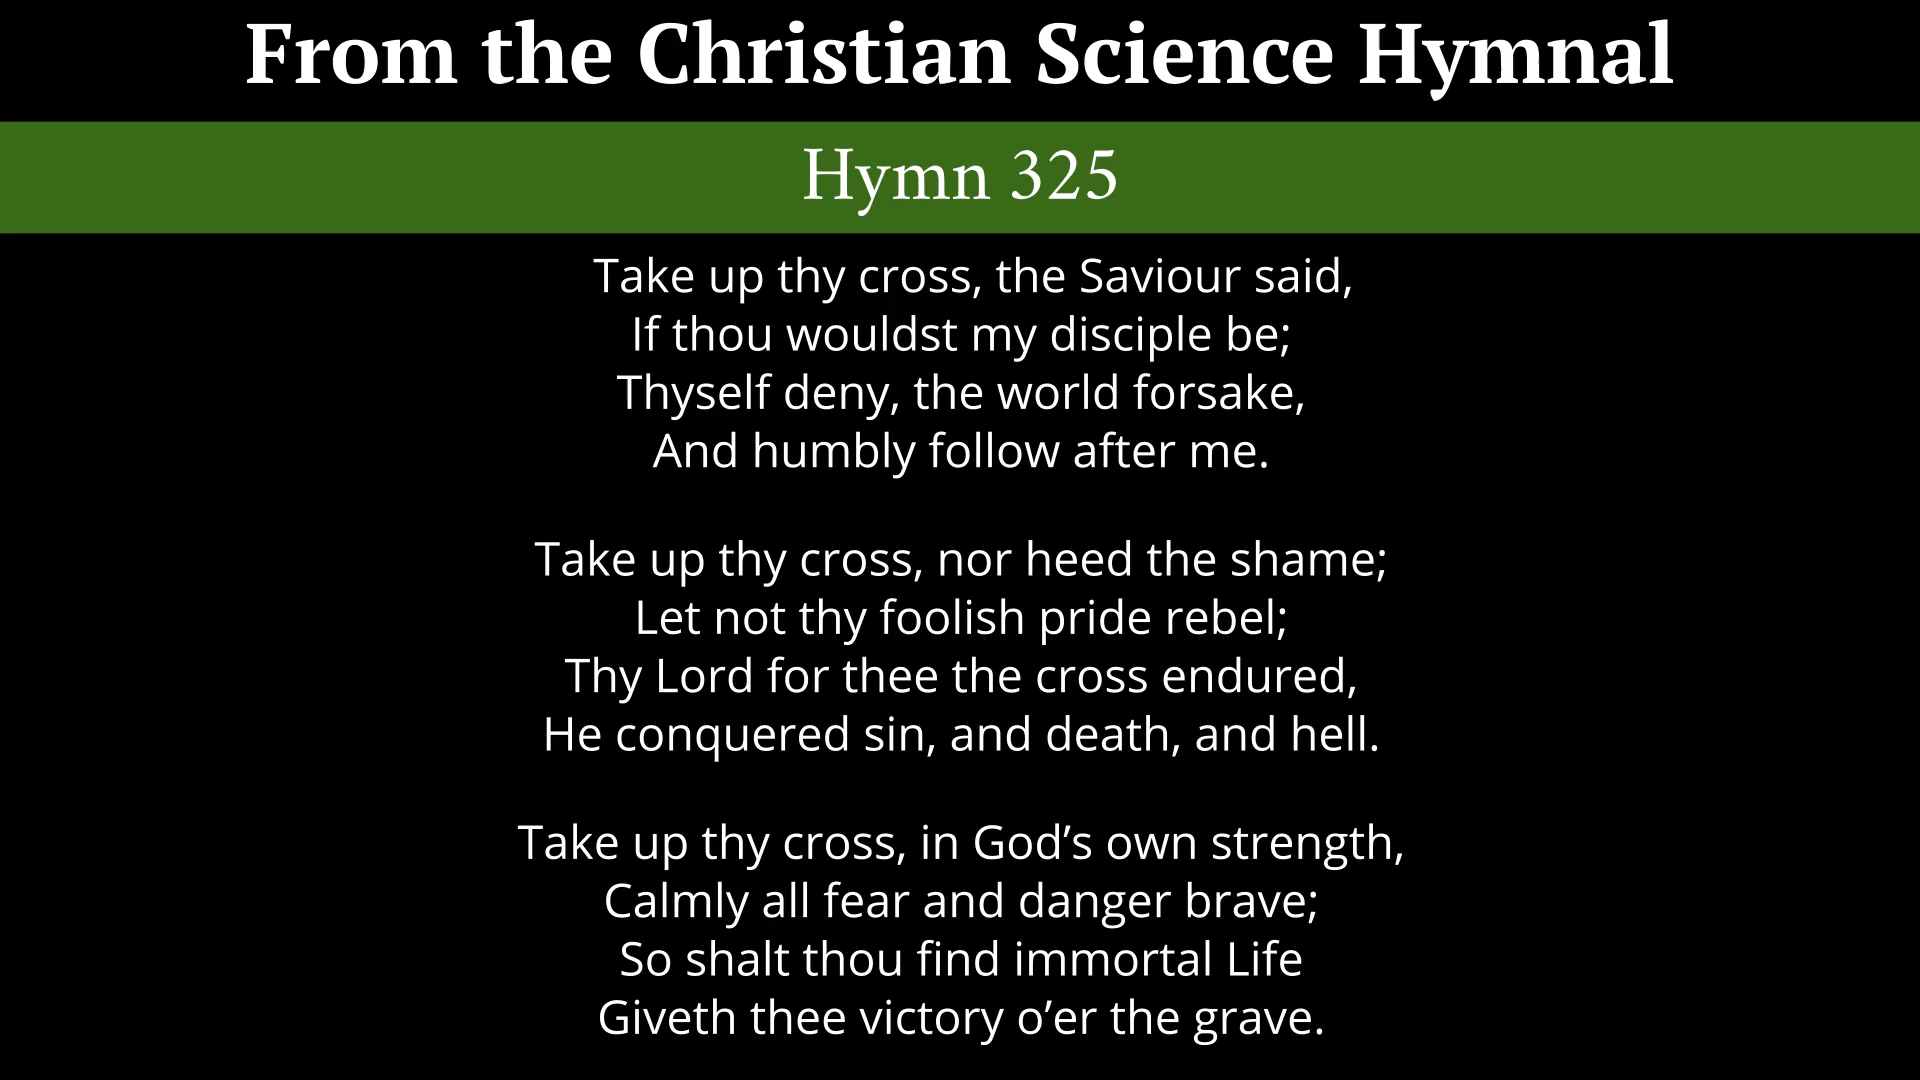 From the Christian Science Hymnal
Hymn 325
Take up thy cross, the Saviour said,
If thou wouldst my disciple be;
Thyself deny, the world forsake,
And humbly follow after me.
Take up thy cross, nor heed the shame;
Let not thy foolish pride rebel;
Thy Lord for thee the cross endured,
He conquered sin, and death, and hell.
Take up thy cross, in God’s own strength,
Calmly all fear and danger brave;
So shalt thou find immortal Life
Giveth thee victory o’er the grave.